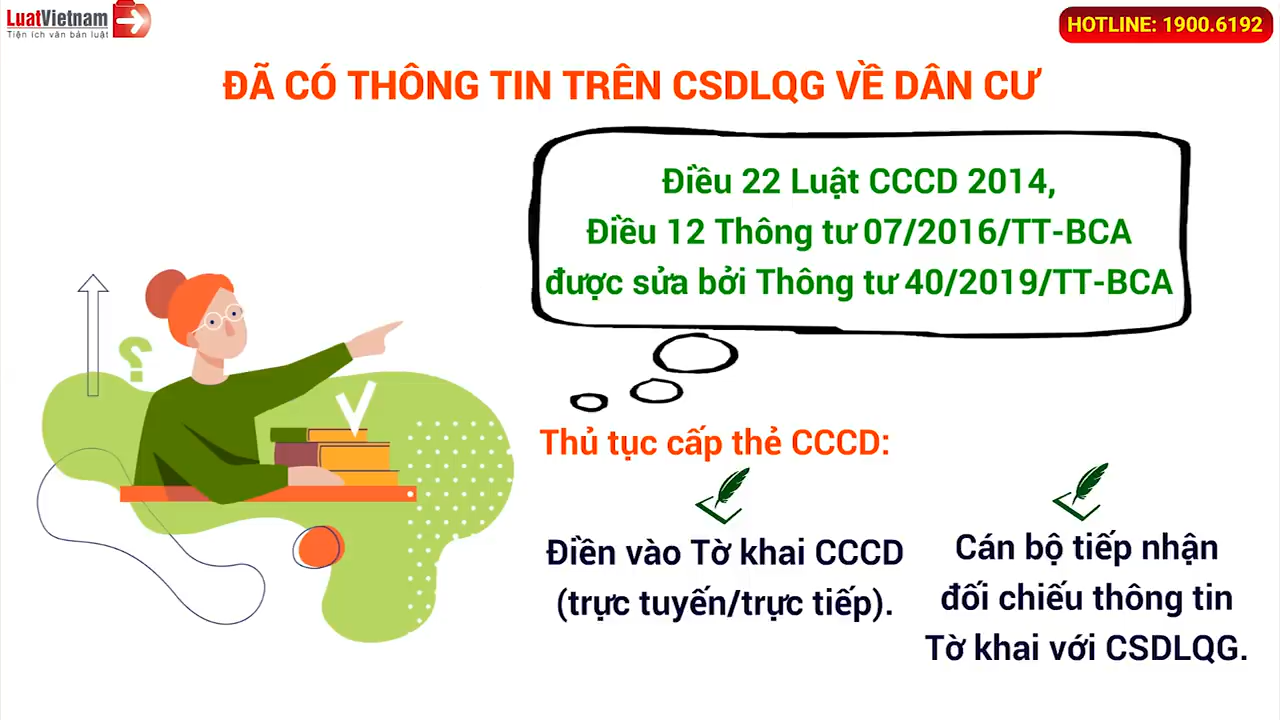 LuatVietnam
Tiện ích văn bản luật
HOTLINE: 1900.6192
ĐÃ CÓ THÔNG TIN TRÊN CSDLQG VỀ DÂN CƯ
Điều 22 Luật CCCD 2014,
Điều 12 Thông tư 07/2016/TT-BCA
được sửa bởi Thông tư 40/2019/TT-BCA
?
Thủ tục cấp thẻ CCCD:
Điền vào Tờ khai CCCD
(trực tuyến/trực tiếp).
Cán bộ tiếp nhận
đối chiếu thông tin
Tờ khai với CSDLQG.